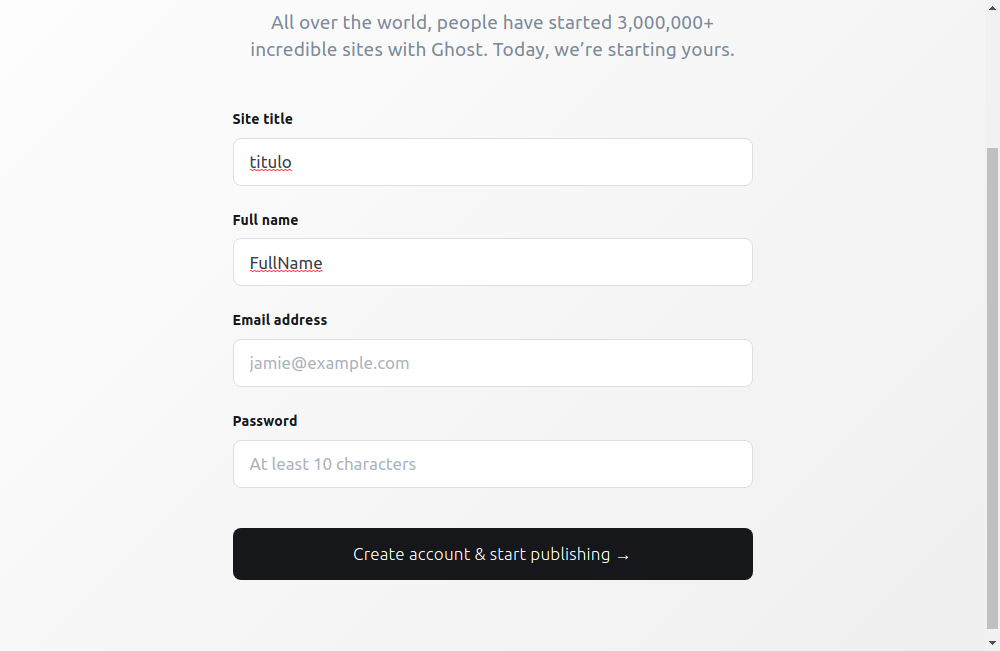 All over the world, people have started 3,000,000+
incredible sites with Ghost. Today, we’re starting yours.
Site title
titulo
Full name
FullName
Email address
jamie@example.com
Password
At least 10 characters
Create account & start publishing →